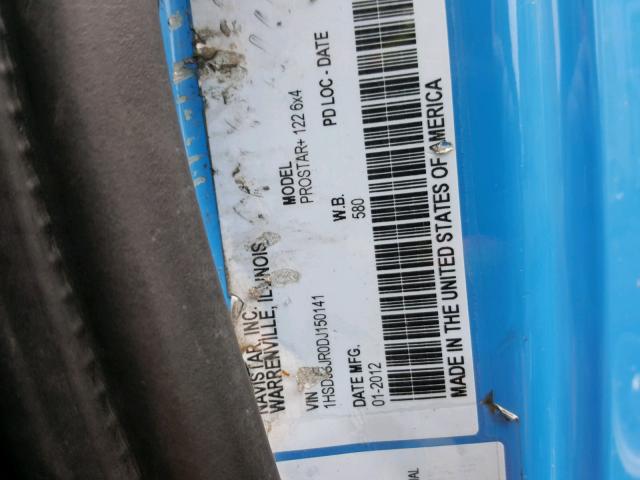 NAVISTAR, INC.
WARRENVILLE, ILLINOIS
VIN
MODEL
PROSTAR+ 122 6x4
DATE MFG.
01-2012
W.B.
580
PD LOC - DATE
MADE IN THE UNITED STATES OF AMERICA